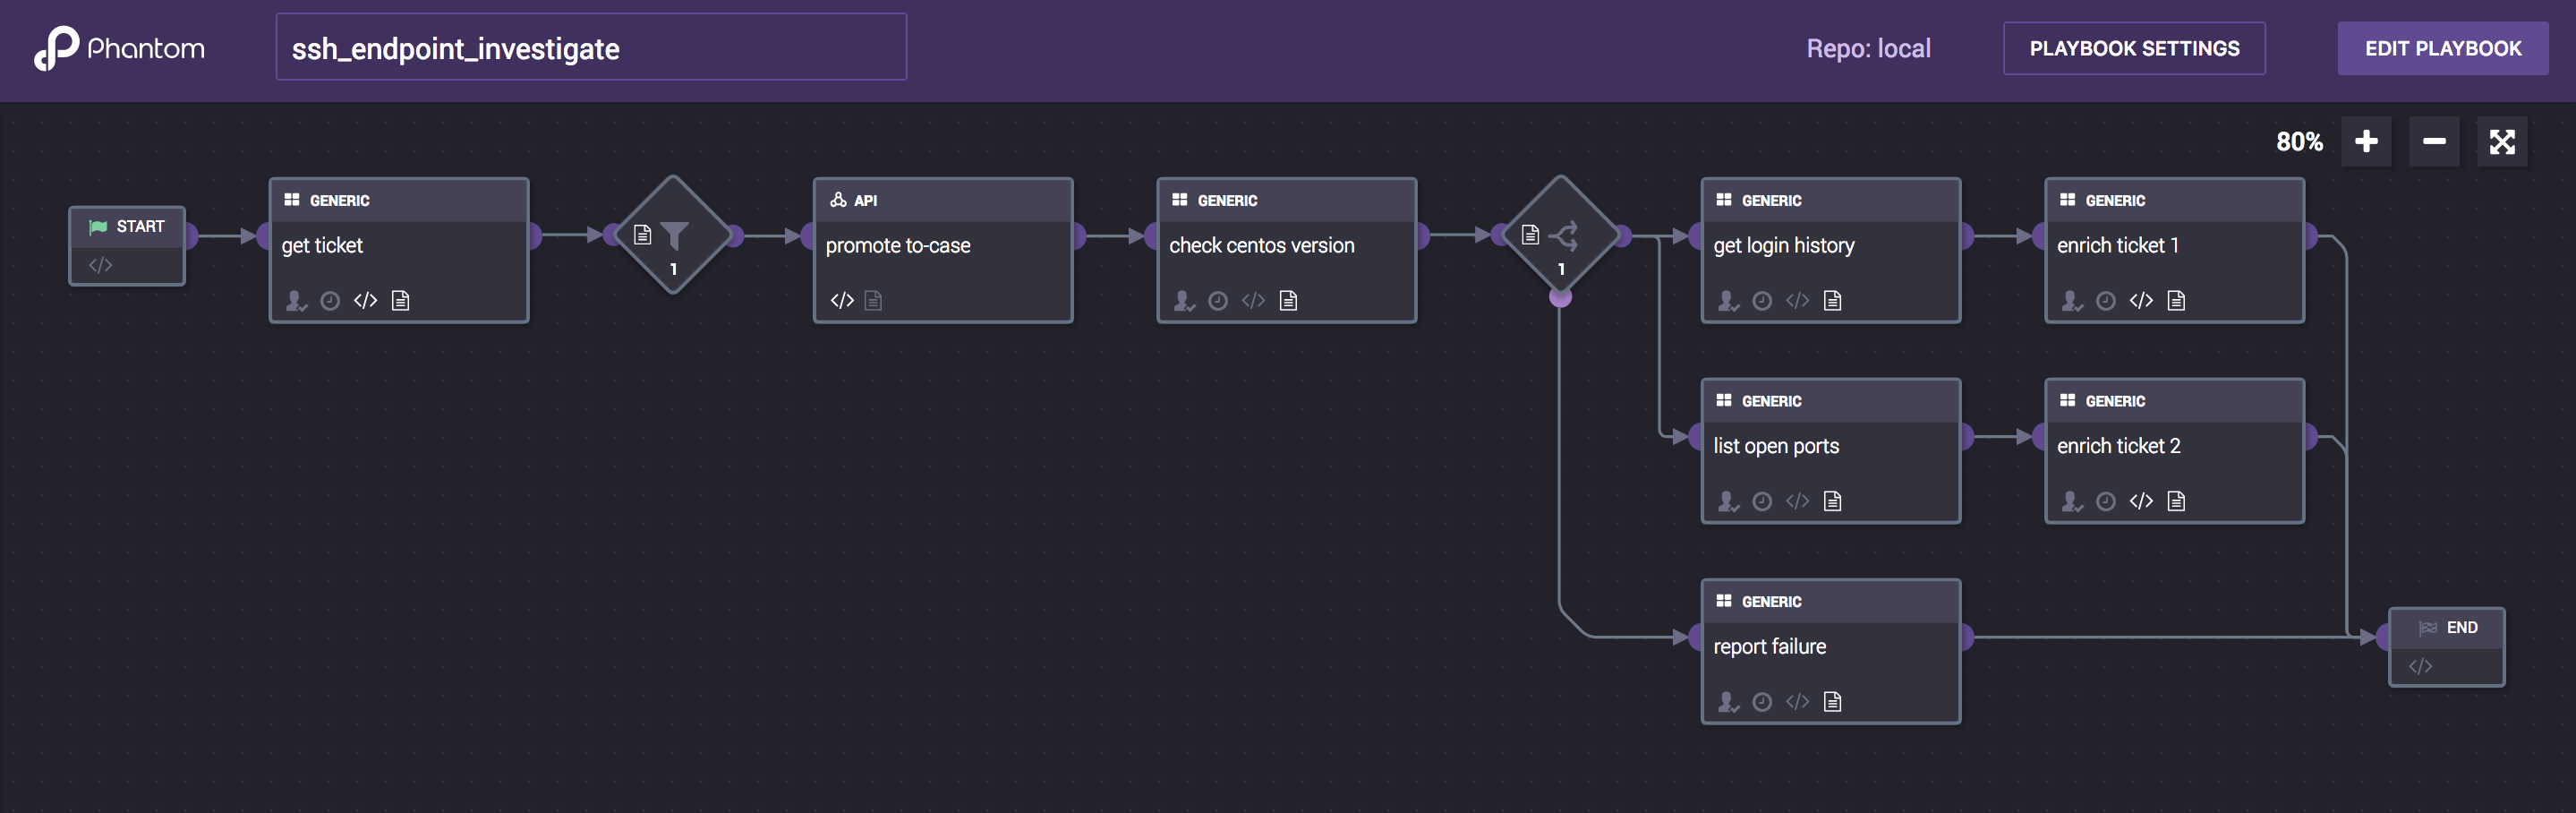 Phantom
ssh_endpoint_investigate
Repo: local
PLAYBOOK SETTINGS
EDIT PLAYBOOK
80%
START
</>
GENERIC
get ticket
</>
1
API
promote to-case
</>
GENERIC
check centos version
</>
1
GENERIC
get login history
</>
GENERIC
enrich ticket 1
</>
GENERIC
list open ports
</>
GENERIC
enrich ticket 2
</>
GENERIC
report failure
</>
END
</>